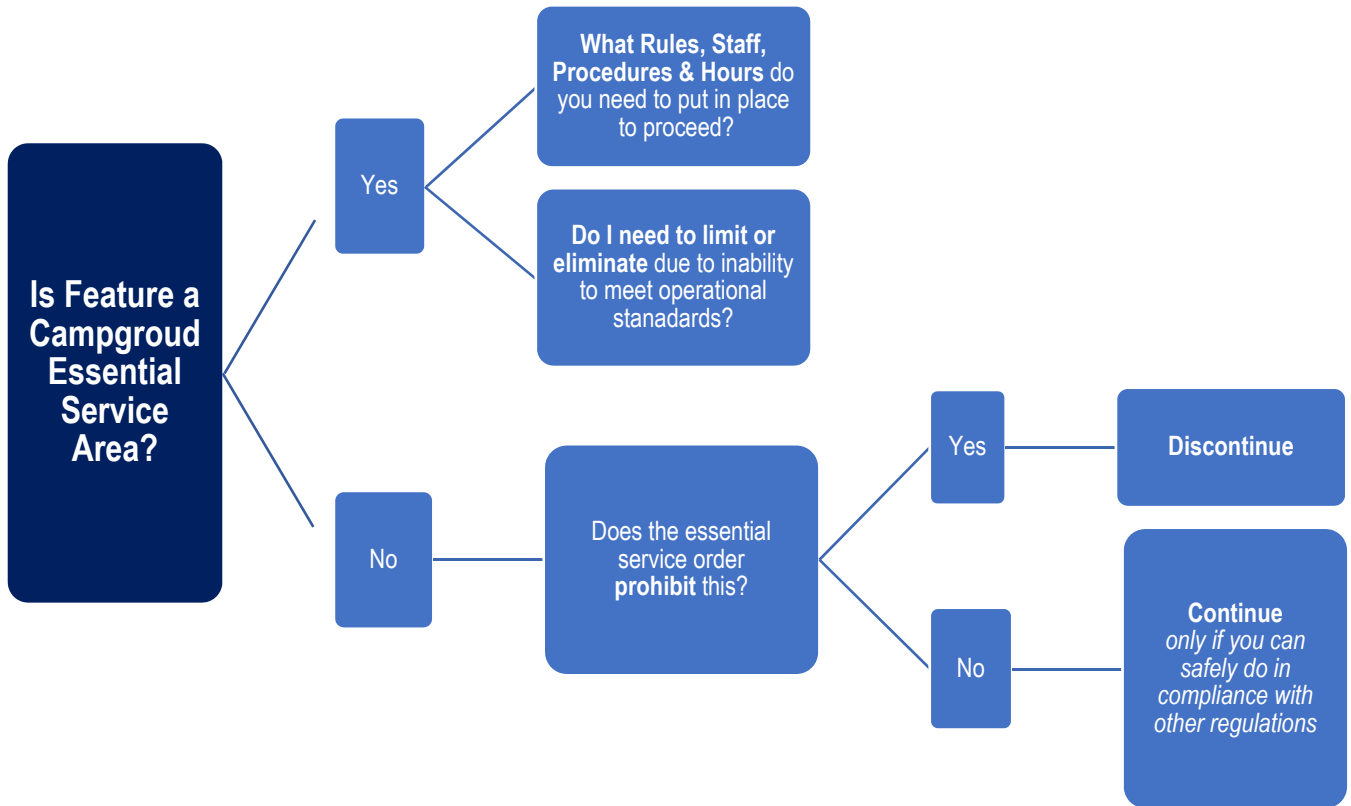 Is Feature a
Campgroud
Essential
Service
Area?
Yes
What Rules, Staff,
Procedures & Hours do
you need to put in place
to proceed?
Do I need to limit or
eliminate due to inability
to meet operational
stanadards?
No
Does the essential
service order
prohibit this?
Yes
Discontinue
No
Continue
only if you can
safely do in
compliance with
other regulations